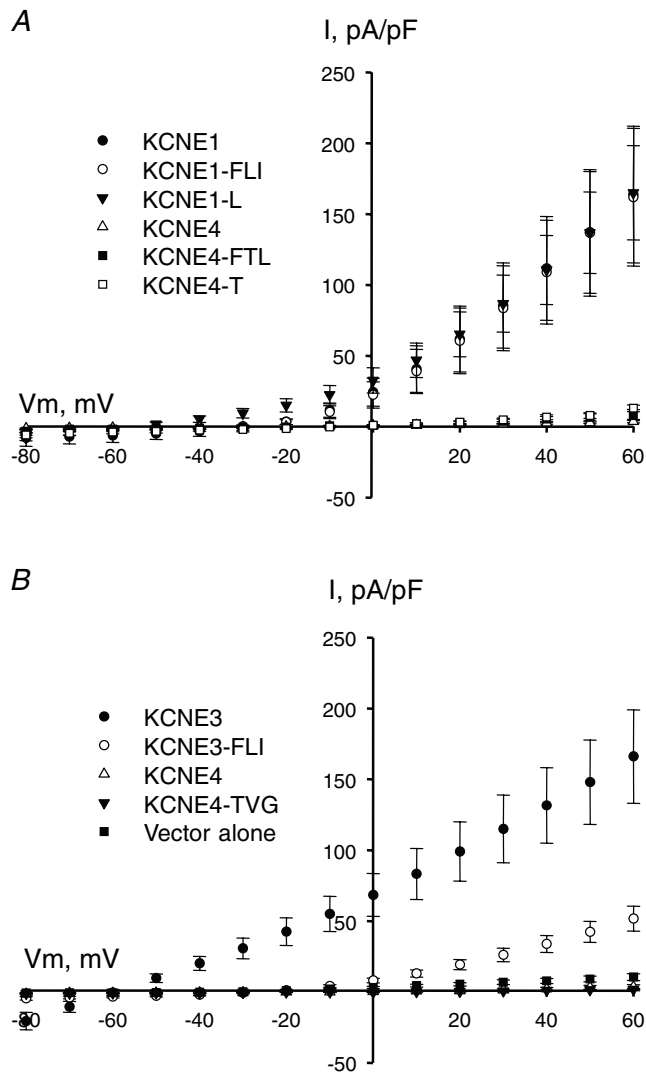 A
I, pA/pF
250
KCNE1
KCNE1-FLI
KCNE1-L
KCNE4
KCNE4-FTL
KCNE4-T
200
150
100
50
Vm, mV
-80 -60 -40 -20 20 40 60
-50
B
I, pA/pF
250
KCNE3
KCNE3-FLI
KCNE4
KCNE4-TVG
Vector alone
200
150
100
50
Vm, mV
-80 -60 -40 -20 20 40 60
-50